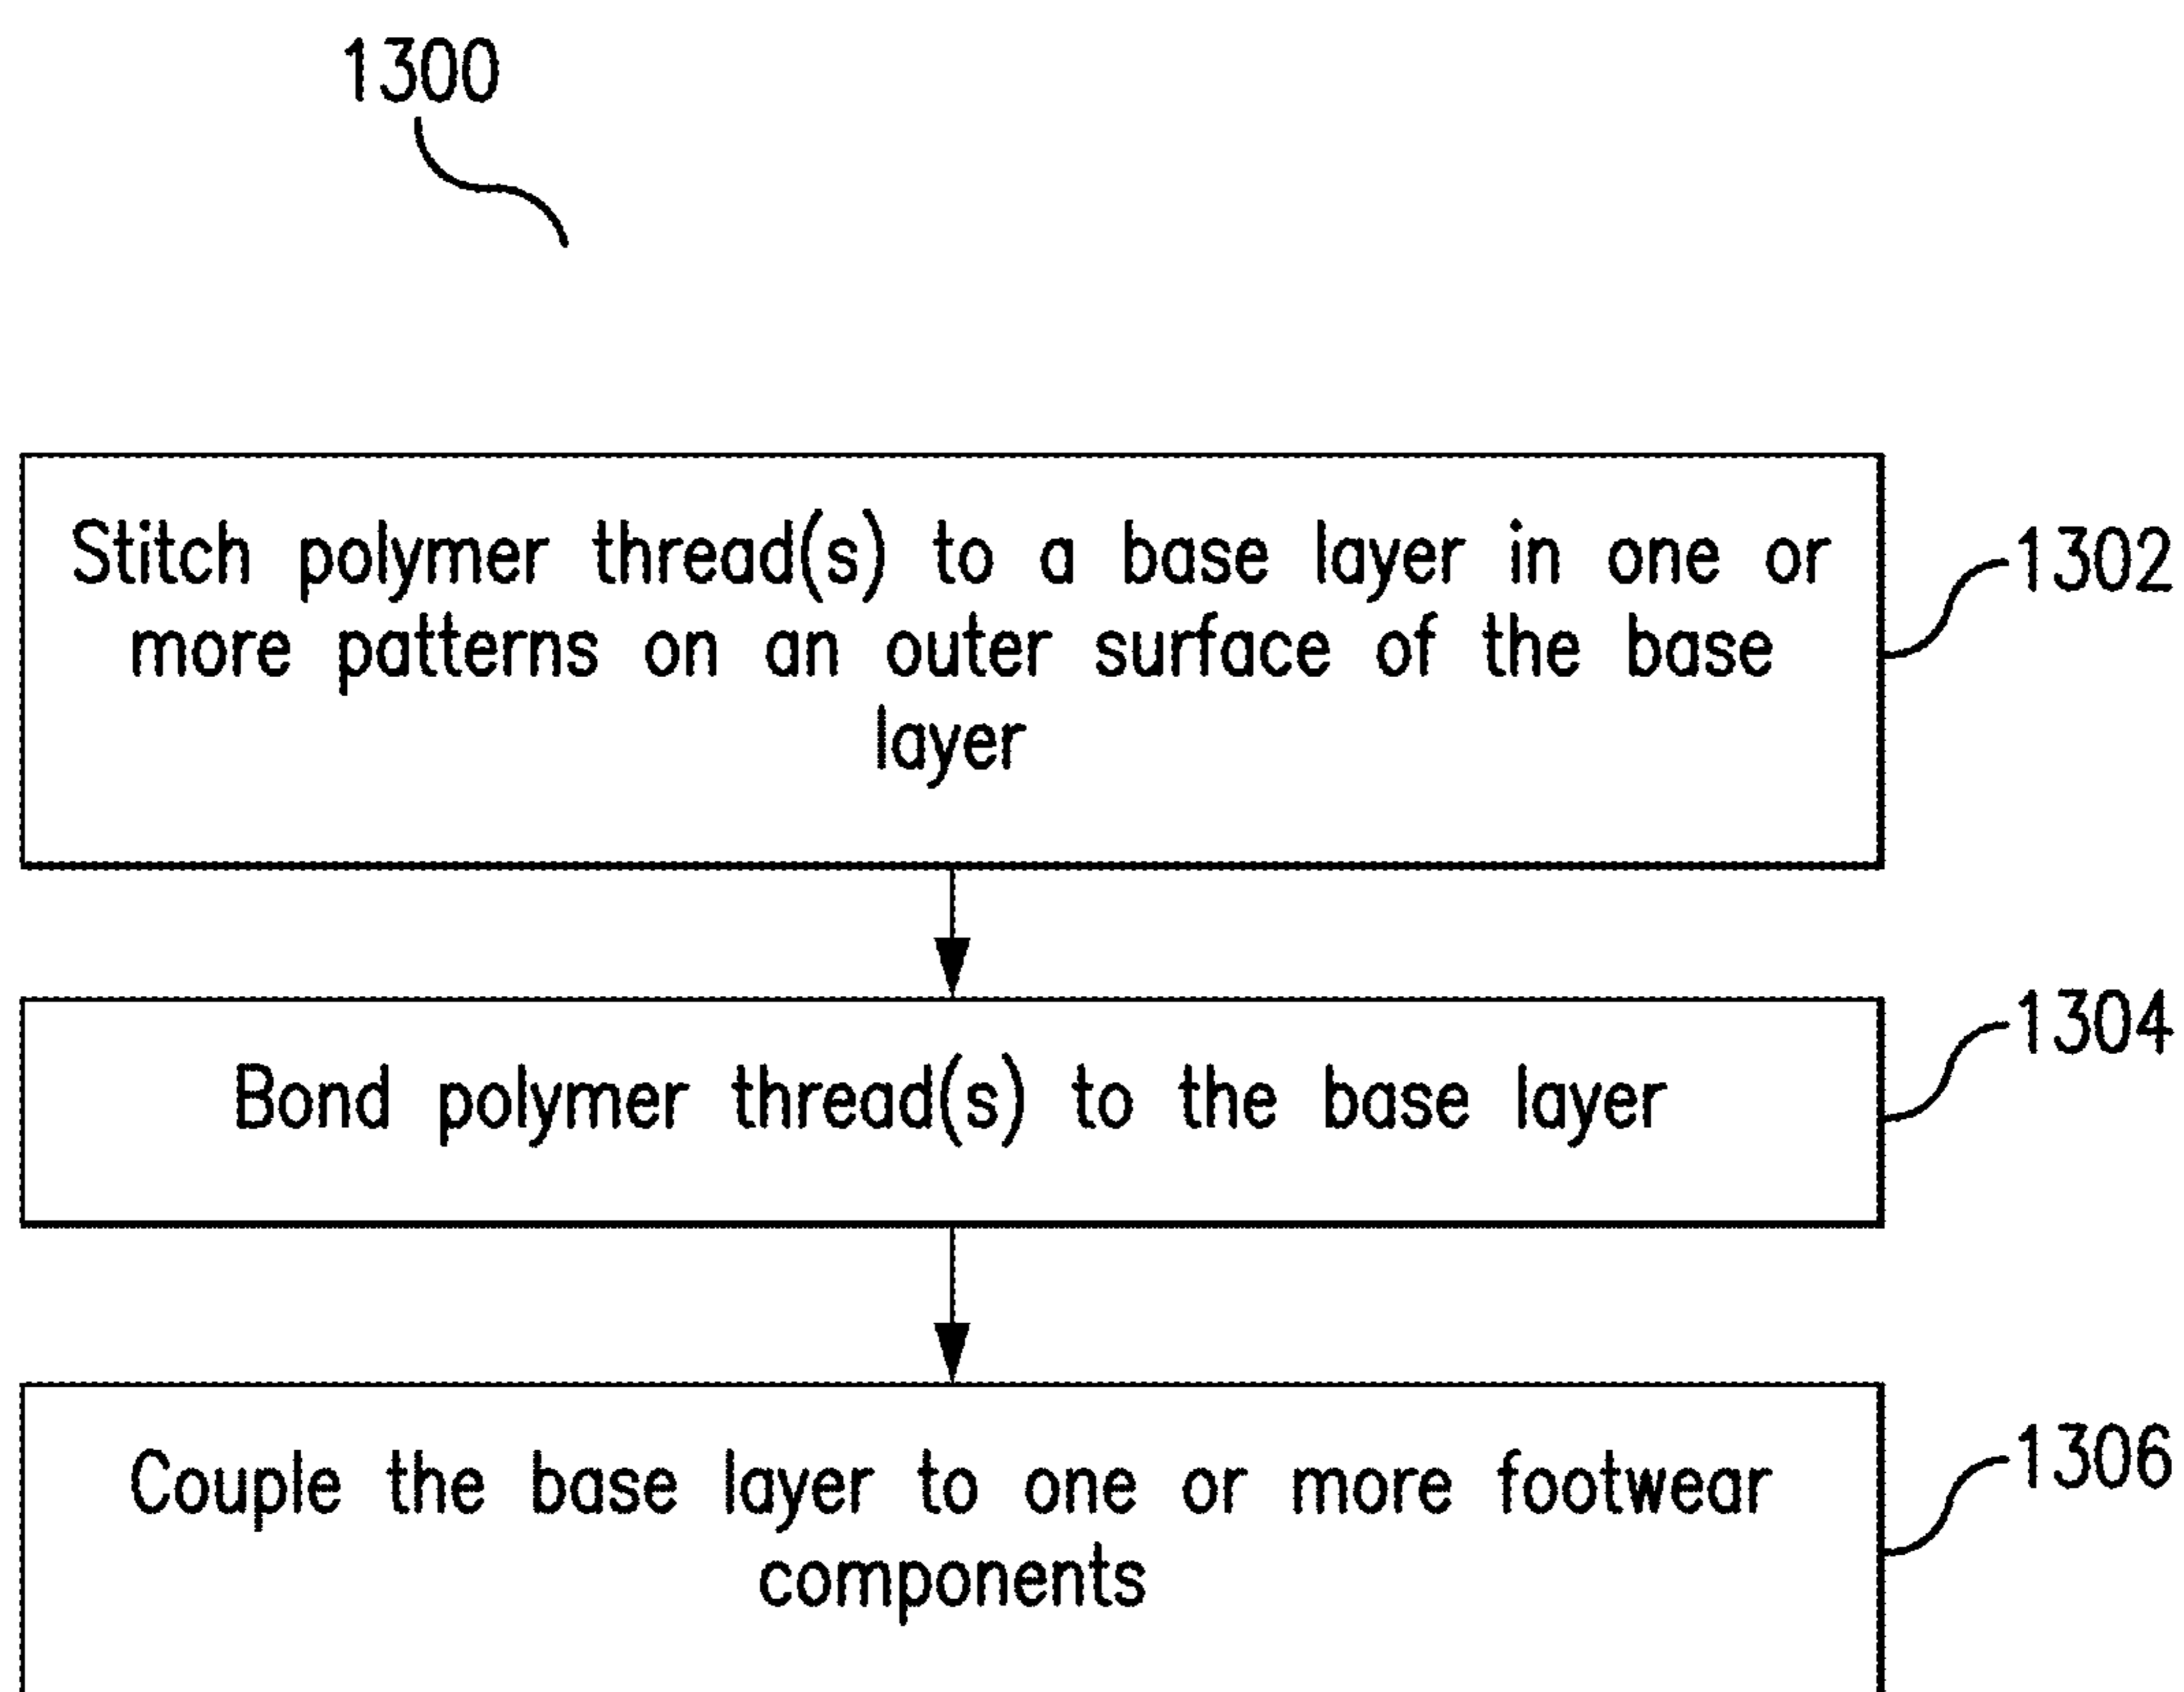 1300
Stitch polymer thread(s) to a base layer in one or
more patterns on an outer surface of the base
layer
1302
Bond polymer thread(s) to the base layer
1304
Couple the base layer to one or more footwear
components
1306